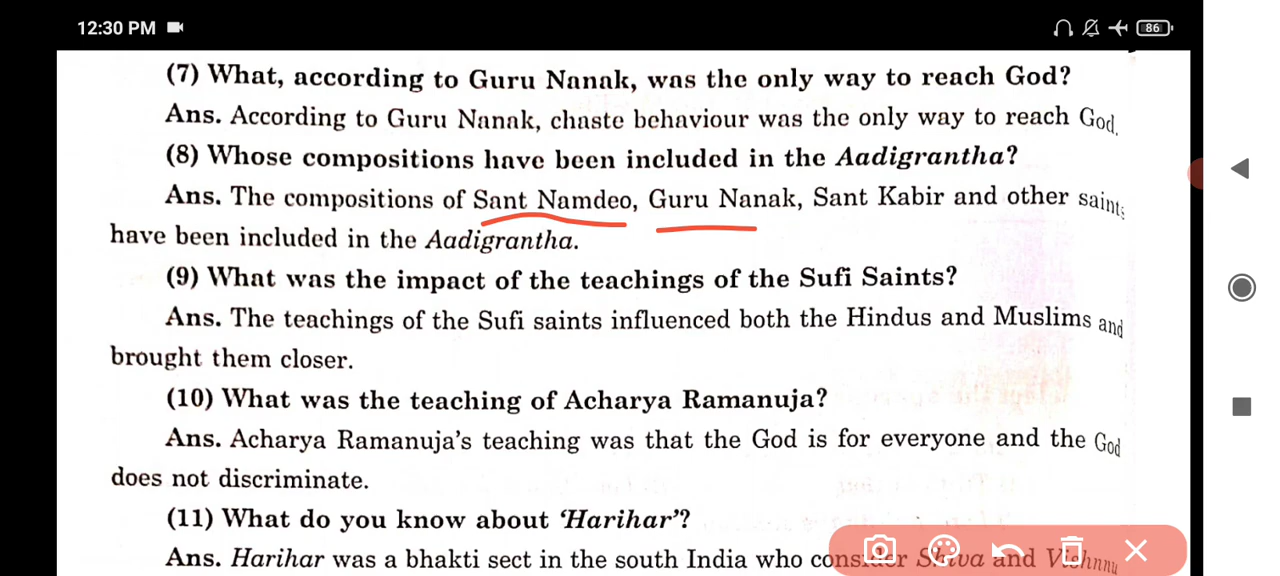 12:30 PM
86
(7) What, according to Guru Nanak, was the only way to reach God?
Ans. According to Guru Nanak, chaste behaviour was the only way to reach God.
(8) Whose compositions have been included in the Aadigrantha?
Ans. The compositions of Sant Namdeo, Guru Nanak, Sant Kabir and other saints
have been included in the Aadigrantha.
(9) What was the impact of the teachings of the Sufi Saints?
Ans. The teachings of the Sufi saints influenced both the Hindus and Muslims and
brought them closer.
(10) What was the teaching of Acharya Ramanuja?
Ans. Acharya Ramanuja's teaching was that the God is for everyone and the God
does not discriminate.
(11) What do you know about 'Harihar'?
Ans. Harihar was a bhakti sect in the south India who consider Shiva and Vishnu